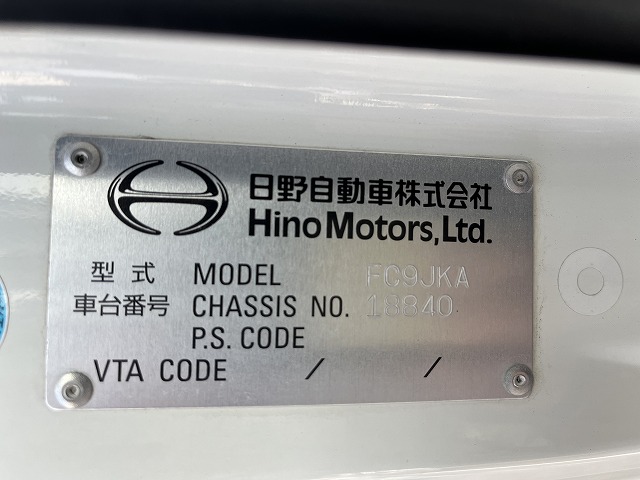 日野自動車株式会社
Hino Motors, Ltd.
型式 MODEL FC9JKA
車台番号 CHASSIS NO. 18840
P.S. CODE
VTA CODE / /